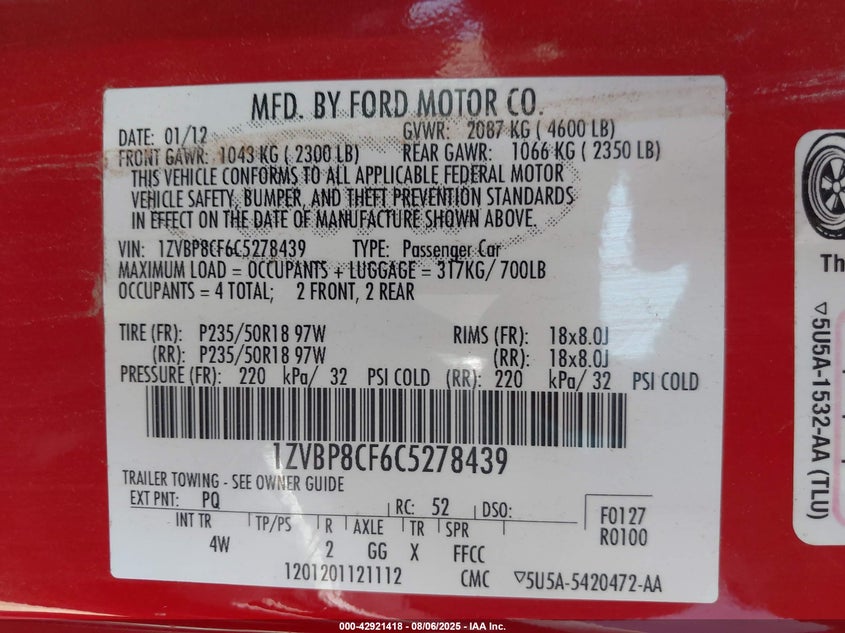 MFD. BY FORD MOTOR CO.
DATE: 01/12 GVWR: 2087 KG ( 4600 LB)
FRONT GAWR: 1043 KG ( 2300 LB) REAR GAWR: 1066 KG ( 2350 LB)
THIS VEHICLE CONFORMS TO ALL APPLICABLE FEDERAL MOTOR
VEHICLE SAFETY, BUMPER, AND THEFT PREVENTION STANDARDS
IN EFFECT ON THE DATE OF MANUFACTURE SHOWN ABOVE.
VIN: 1ZVBP8CF6C5278439 TYPE: Passenger Car
MAXIMUM LOAD = OCCUPANTS + LUGGAGE = 317KG/ 700LB
OCCUPANTS = 4 TOTAL; 2 FRONT, 2 REAR
TIRE (FR): P235/50R18 97W RIMS (FR): 18x8.0J
(RR): P235/50R18 97W (RR): 18x8.0J
PRESSURE (FR): 220 kPa/ 32 PSI COLD (RR): 220 kPa/ 32 PSI COLD
1ZVBP8CF6C5278439
TRAILER TOWING - SEE OWNER GUIDE
EXT PNT: PQ RC: 52 DSO: F0127
INT TR TP/PS R AXLE TR SPR R0100
4W 2 GG X FFCC
1201201121112 CMC ▽5U5A-5420472-AA
Th
▽5U5A-1532-AA (TLU)
000-42921418 - 08/06/2025 - IAA Inc.